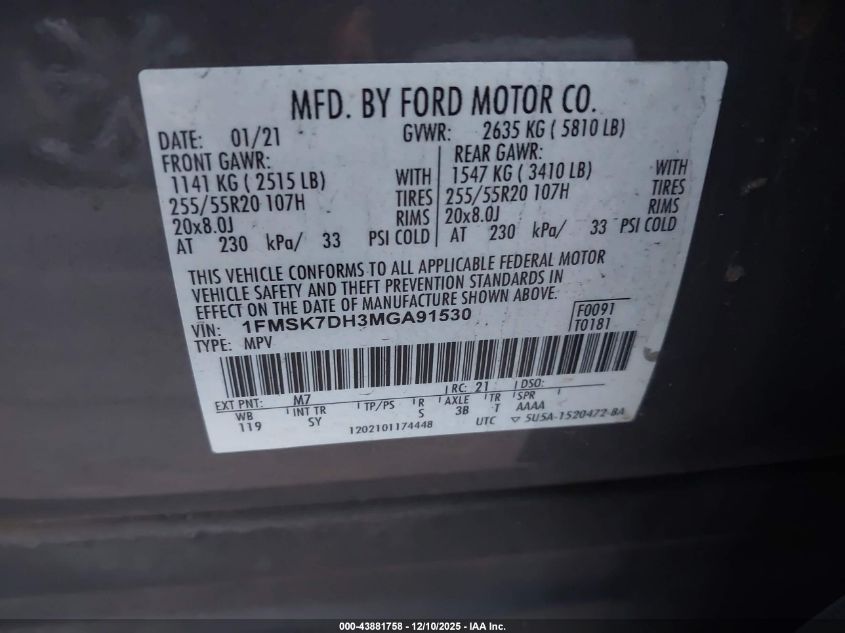 MFD. BY FORD MOTOR CO.
DATE: 01/21 GVWR: 2635 KG ( 5810 LB)
FRONT GAWR: REAR GAWR:
1141 KG ( 2515 LB) WITH 1547 KG ( 3410 LB) WITH
255/55R20 107H TIRES 255/55R20 107H TIRES
20x8.0J RIMS 20x8.0J RIMS
AT 230 kPa/ 33 PSI COLD AT 230 kPa/ 33 PSI COLD
THIS VEHICLE CONFORMS TO ALL APPLICABLE FEDERAL MOTOR
VEHICLE SAFETY AND THEFT PREVENTION STANDARDS IN
EFFECT ON THE DATE OF MANUFACTURE SHOWN ABOVE.
VIN: 1FMSK7DH3MGA91530 F0091
TYPE: MPV T0181
EXT PNT: M7 RC: 21 DSO:
WB INT TR TP/PS R AXLE TR SPR
119 SY S 3B T AAAA
1202101174448 UTC ▽ 5U5A-1520472-BA
000-43881758 - 12/10/2025 - IAA Inc.